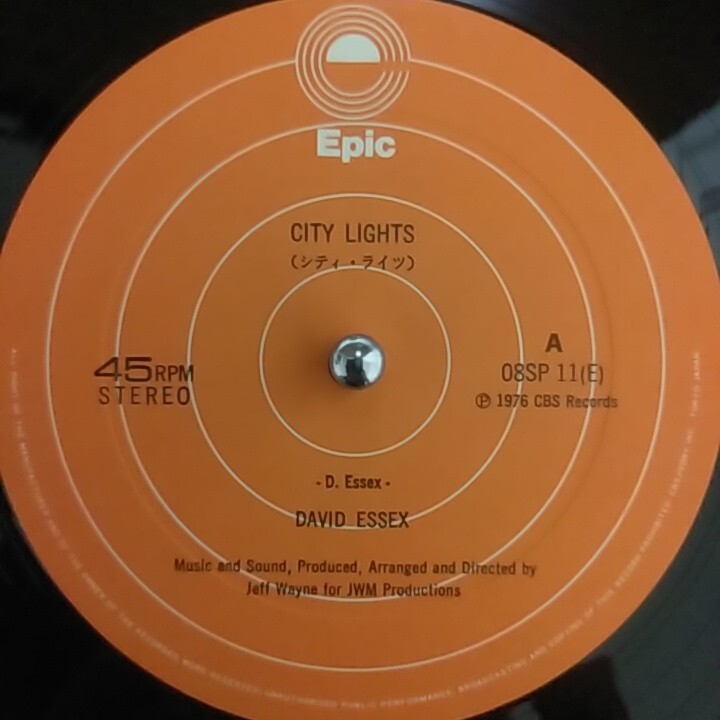 Epic
CITY LIGHTS
(シティ・ライツ)
45RPM
STEREO
A
08SP 11(E)
Ⓟ 1976 CBS Records
- D. Essex -
DAVID ESSEX
Music and Sound, Produced, Arranged and Directed by
Jeff Wayne for JWM Productions